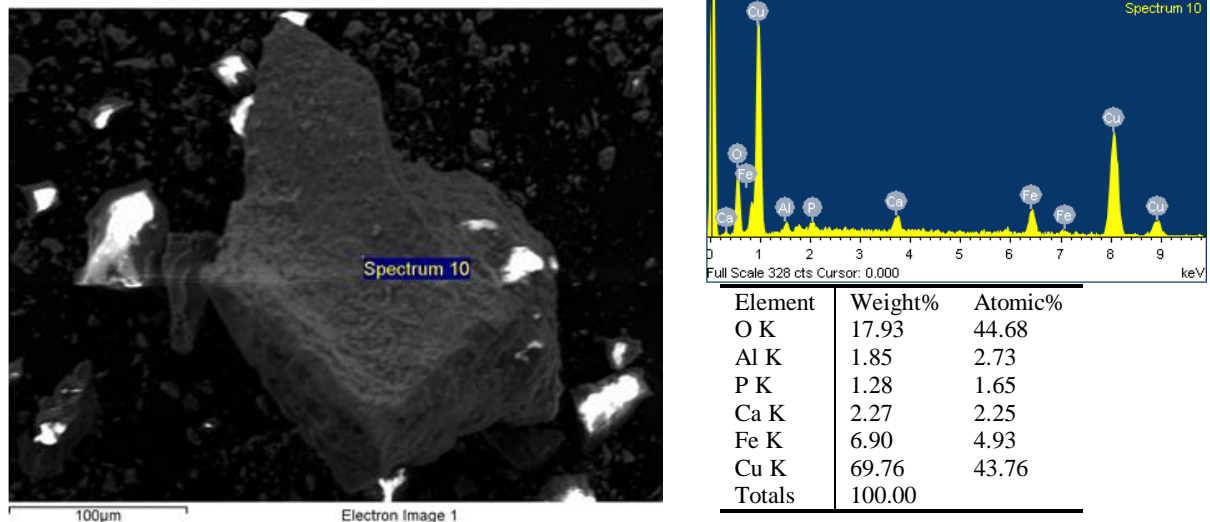 Spectrum 10
100µm
Electron Image 1
Spectrum 10
Cu
O
Fe
Ca
Al
P
Ca
Fe
Fe
Cu
Cu
0 1 2 3 4 5 6 7 8 9
Full Scale 328 cts Cursor: 0.000 keV
Element Weight% Atomic%
O K 17.93 44.68
Al K 1.85 2.73
P K 1.28 1.65
Ca K 2.27 2.25
Fe K 6.90 4.93
Cu K 69.76 43.76
Totals 100.00